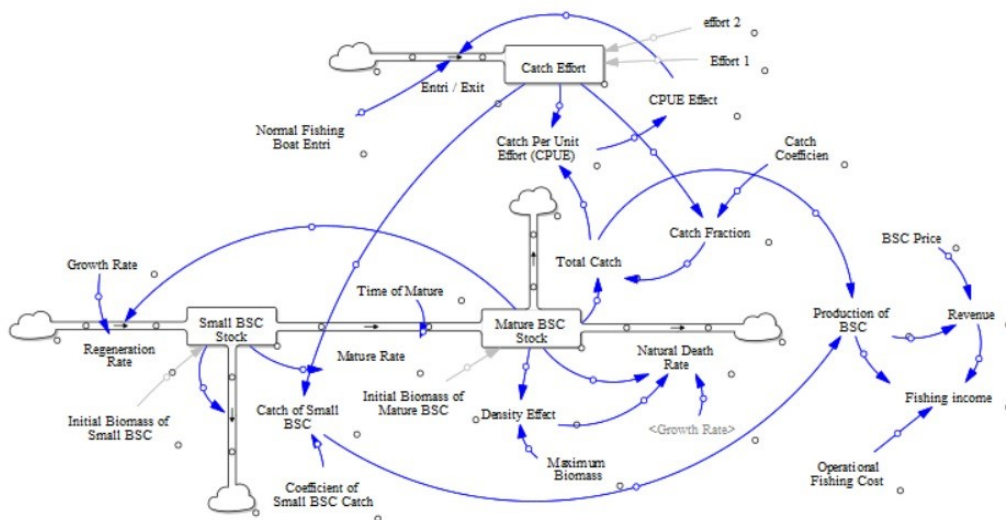 effort 2
Catch Effort
Effort 1
Entri / Exit
CPUE Effect
Normal Fishing
Boat Entri
Catch Per Unit
Effort (CPUE)
Catch
Coefficien
Total Catch
Catch Fraction
BSC Price
Growth Rate
Time of Mature
Small BSC
Stock
Mature BSC
Stock
Production of
BSC
Revenue
Regeneration
Rate
Mature Rate
Natural Death
Rate
Initial Biomass of
Small BSC
Catch of Small
BSC
Initial Biomass of
Mature BSC
Density Effect
Fishing income
<Growth Rate>
Maximum
Biomass
Operational
Fishing Cost
Coefficient of
Small BSC Catch